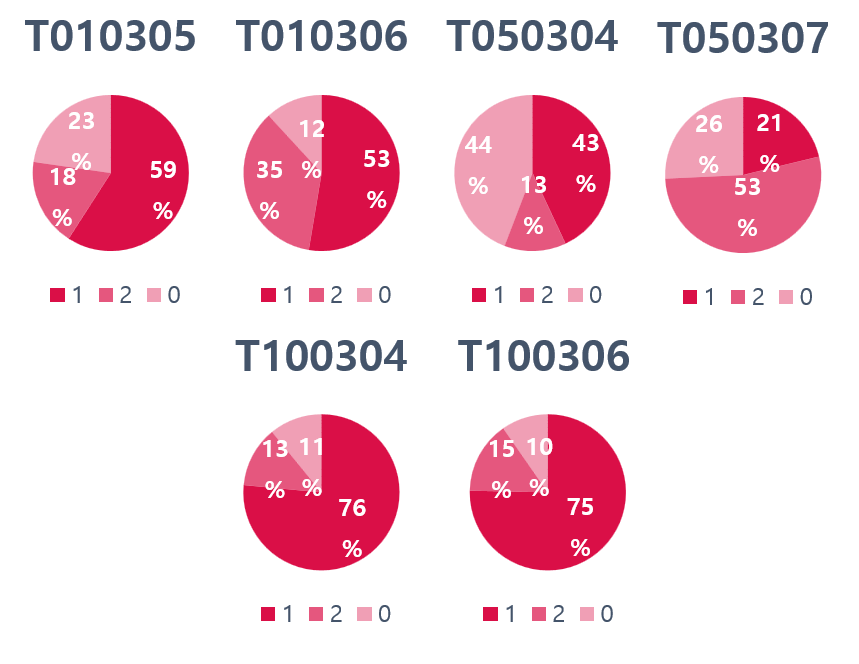 T010305 T010306 T050304 T050307
23 % 18 % 59 %
12 % 35 % 53 %
44 % 13 % 43 %
26 % 21 % 53 %
1 2 0
1 2 0
1 2 0
1 2 0
T100304 T100306
13 % 11 % 76 %
15 % 10 % 75 %
1 2 0
1 2 0